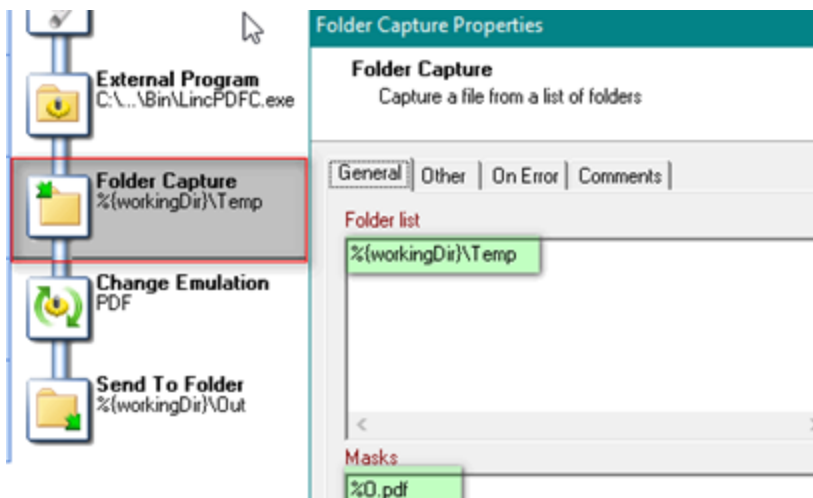 External Program
C:\...\Bin\LincPDFC.exe
Folder Capture
%{workingDir}\Temp
Change Emulation
PDF
Send To Folder
%{workingDir}\Out
Folder Capture Properties
Folder Capture
Capture a file from a list of folders
General Other On Error Comments
Folder list
%{workingDir}\Temp
Masks
%O.pdf